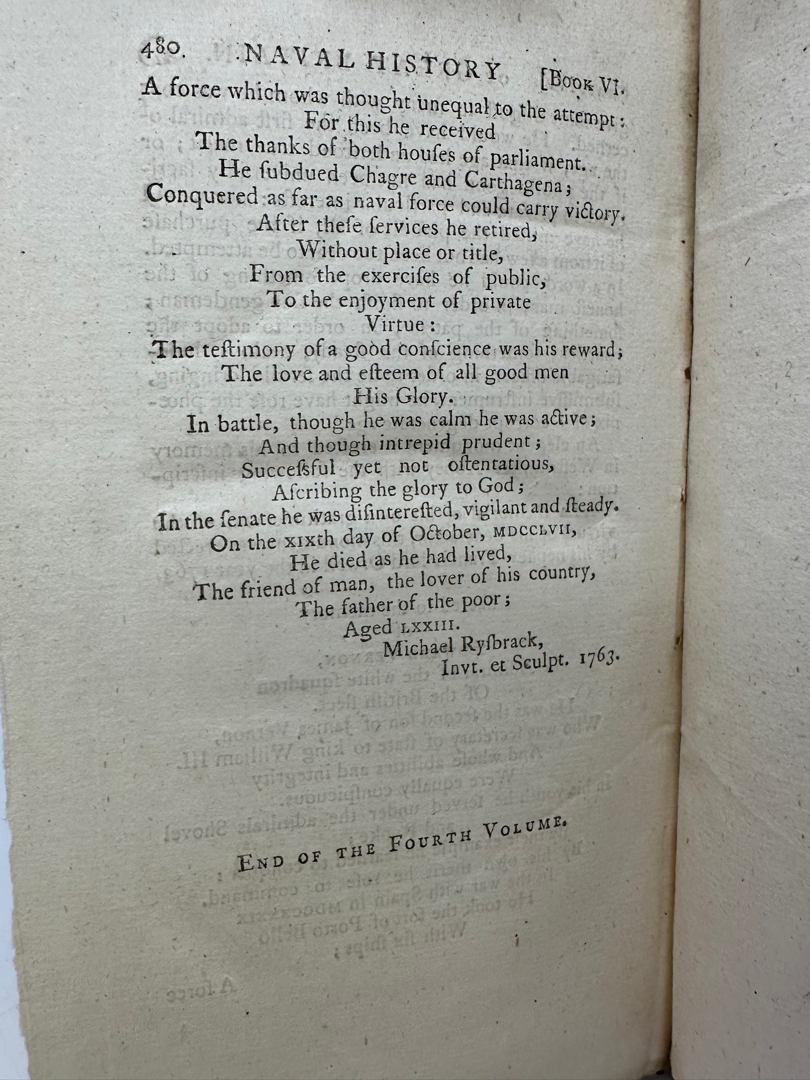 480. NAVAL HISTORY [BOOK VI.
A force which was thought unequal to the attempt:
For this he received
The thanks of both houſes of parliament.
He ſubdued Chagre and Carthagena;
Conquered as far as naval force could carry victory.
After theſe ſervices he retired,
Without place or title,
From the exerciſes of public,
To the enjoyment of private
Virtue:
The teſtimony of a good conſcience was his reward;
The love and eſteem of all good men
His Glory.
In battle, though he was calm he was active;
And though intrepid prudent;
Succeſsful yet not oſtentatious,
Aſcribing the glory to God;
In the ſenate he was diſintereſted, vigilant and ſteady.
On the XIXth day of October, MDCCLVII,
He died as he had lived,
The friend of man, the lover of his country,
The father of the poor;
Aged LXXIII.
Michael Ryſbrack,
Invt. et Sculpt. 1763.
END OF THE FOURTH VOLUME.